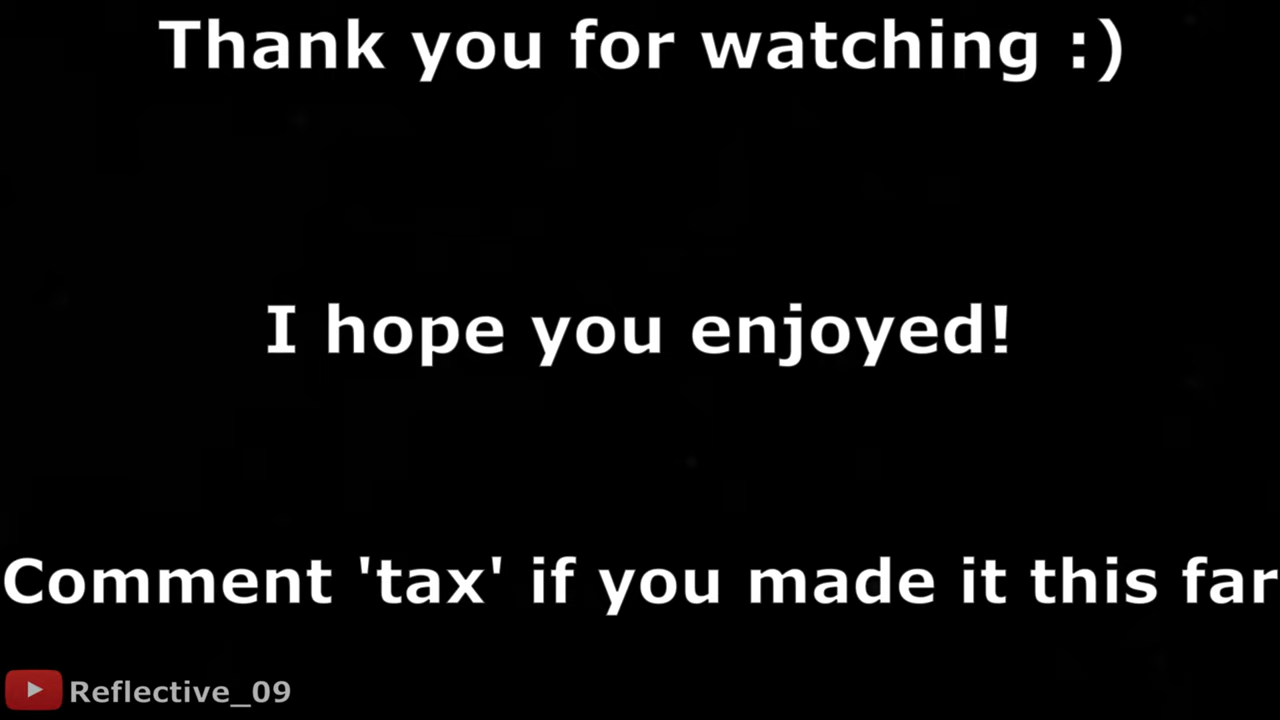 Thank you for watching :)
I hope you enjoyed!
Comment 'tax' if you made it this far
Reflective_09